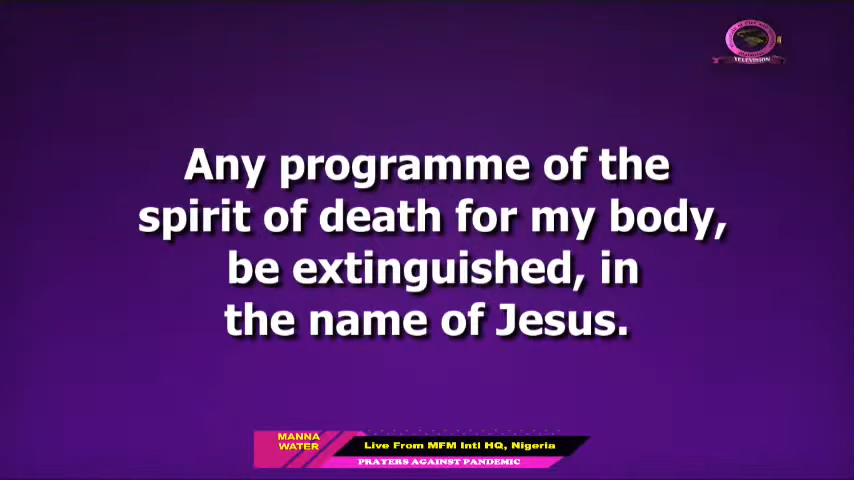 TELEVISION
Any programme of the
spirit of death for my body,
be extinguished, in
the name of Jesus.
MANNA
WATER
Live From MFM Intl HQ, Nigeria
PRAYERS AGAINST PANDEMIC